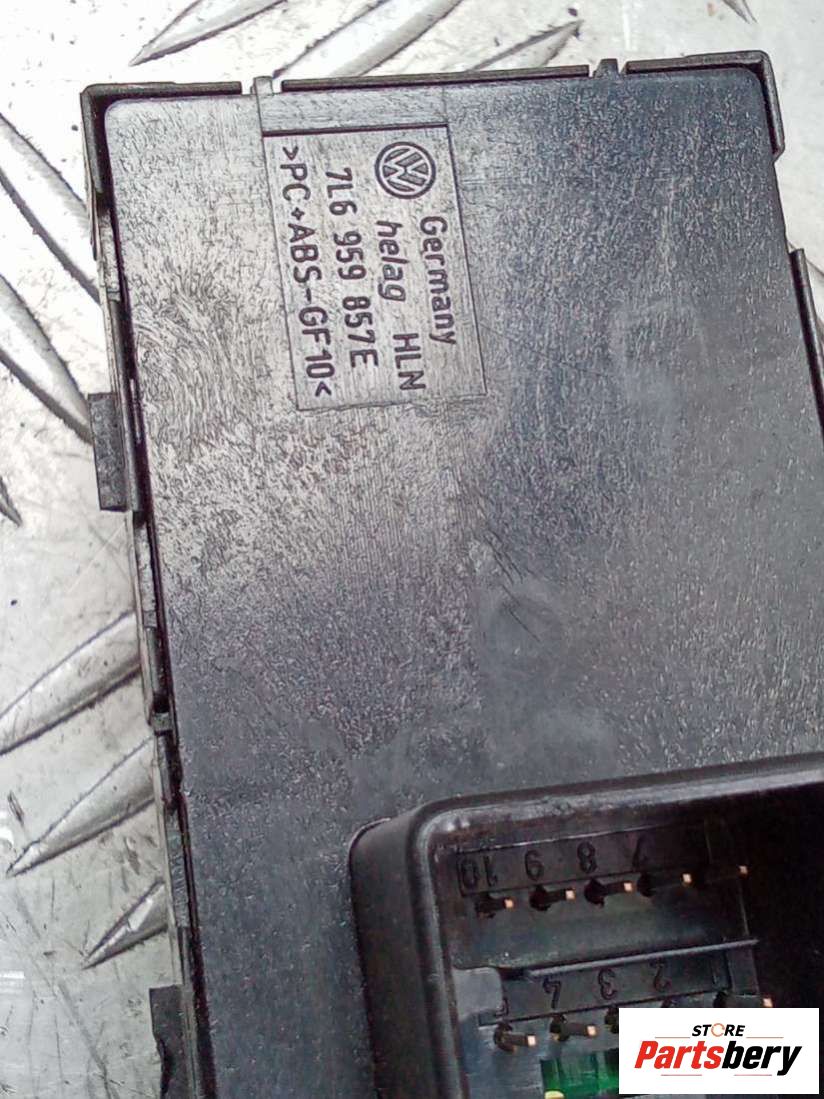 Germany
helag HLN
7L6 959 857E
>PC+ABS-GF10<
10 9 8 7
4 3 2 1
STORE
Partsbery